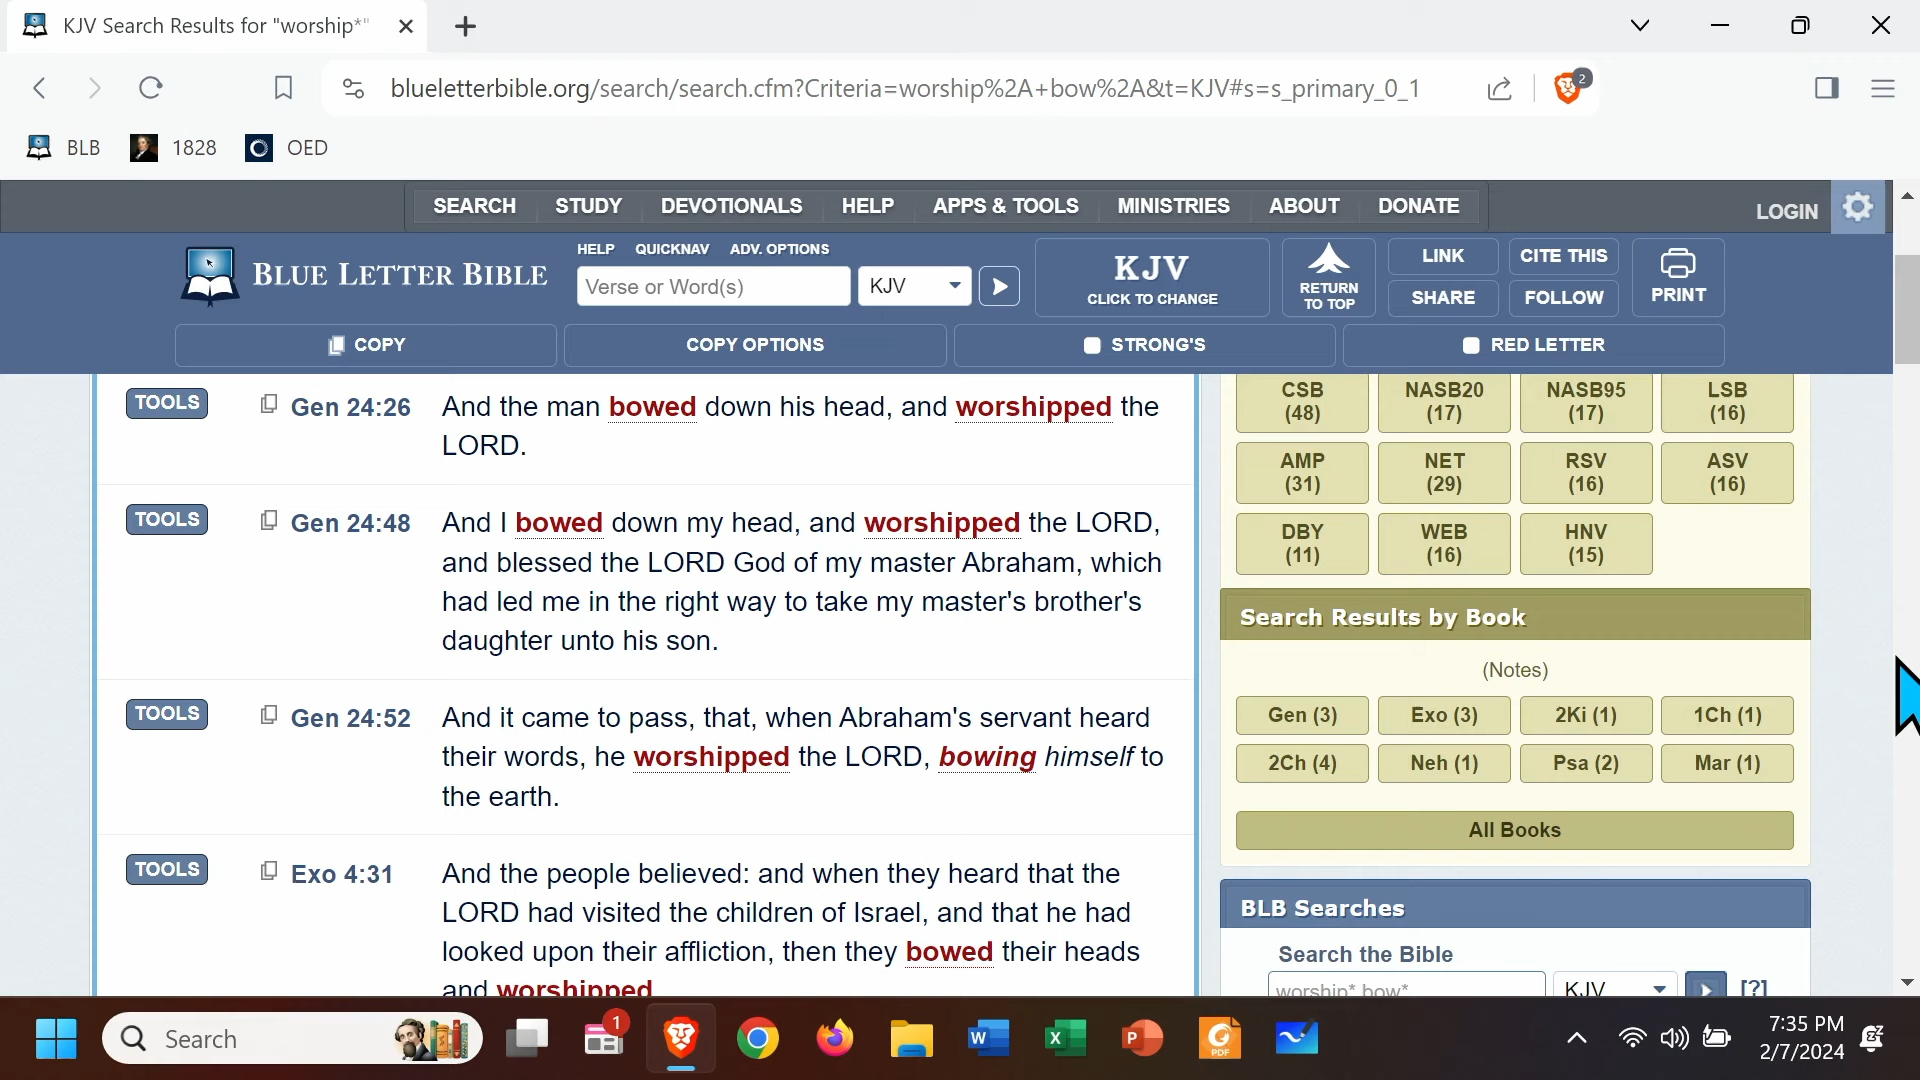 KJV Search Results for "worship*"
blueletterbible.org/search/search.cfm?Criteria=worship%2A+bow%2A&t=KJV#s=s_primary_0_1
2
BLB
1828
OED
SEARCH STUDY DEVOTIONALS HELP APPS & TOOLS MINISTRIES ABOUT DONATE
LOGIN
BLUE LETTER BIBLE
HELP QUICKNAV ADV. OPTIONS
Verse or Word(s)
KJV
KJV
CLICK TO CHANGE
RETURN
TO TOP
LINK
CITE THIS
SHARE
FOLLOW
PRINT
COPY
COPY OPTIONS
STRONG'S
RED LETTER
TOOLS
Gen 24:26
And the man bowed down his head, and worshipped the
LORD.
TOOLS
Gen 24:48
And I bowed down my head, and worshipped the LORD,
and blessed the LORD God of my master Abraham, which
had led me in the right way to take my master's brother's
daughter unto his son.
TOOLS
Gen 24:52
And it came to pass, that, when Abraham's servant heard
their words, he worshipped the LORD, bowing himself to
the earth.
TOOLS
Exo 4:31
And the people believed: and when they heard that the
LORD had visited the children of Israel, and that he had
looked upon their affliction, then they bowed their heads
and worshipped
CSB
(48)
NASB20
(17)
NASB95
(17)
LSB
(16)
AMP
(31)
NET
(29)
RSV
(16)
ASV
(16)
DBY
(11)
WEB
(16)
HNV
(15)
Search Results by Book
(Notes)
Gen (3) Exo (3) 2Ki (1) 1Ch (1)
2Ch (4) Neh (1) Psa (2) Mar (1)
All Books
BLB Searches
Search the Bible
worship* bow*
KJV
[?]
Search
1
W
X
P
PDF
7:35 PM
2/7/2024